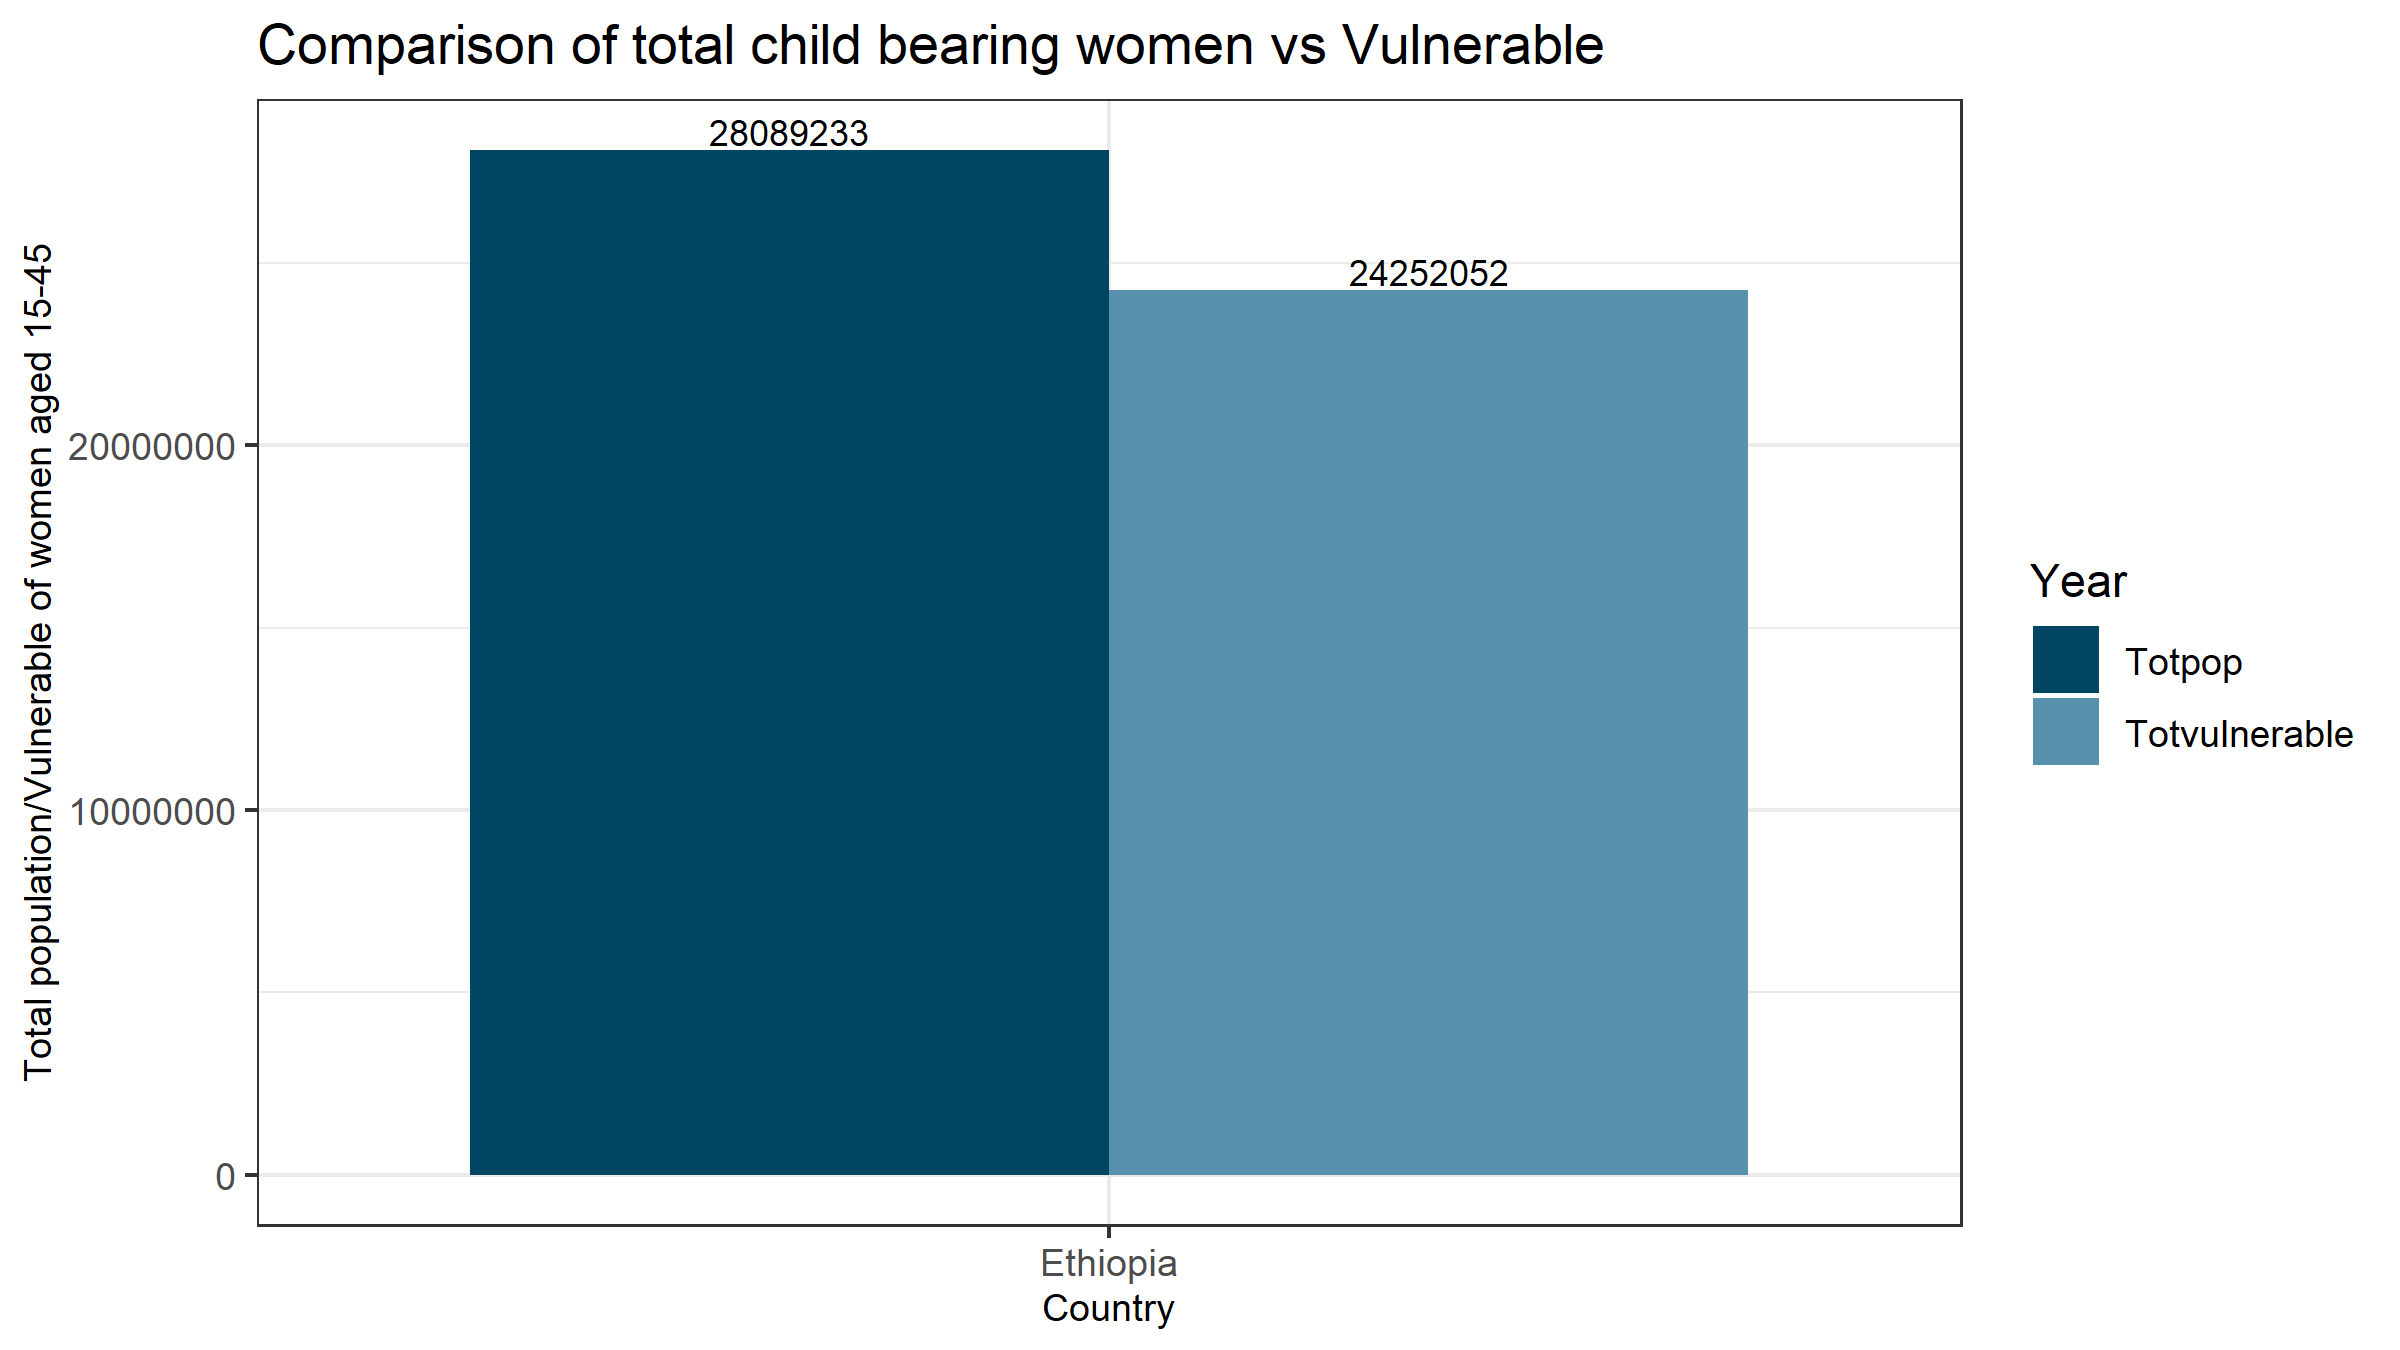 Comparison of total child bearing women vs Vulnerable
Total population/Vulnerable of women aged 15-45
20000000
10000000
0
28089233
24252052
Ethiopia
Country
Year
Totpop
Totvulnerable